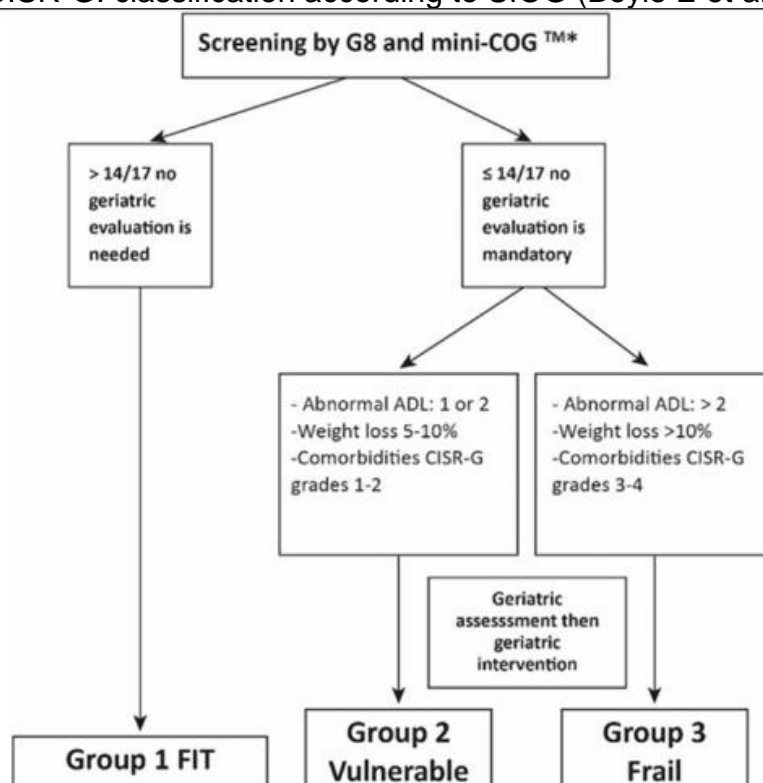 classification according to
Screening by G8 and mini-COG ™*
> 14/17 no
geriatric
evaluation is
needed
≤ 14/17 no
geriatric
evaluation is
mandatory
- Abnormal ADL: 1 or 2
-Weight loss 5-10%
-Comorbidities CISR-G
grades 1-2
- Abnormal ADL: > 2
-Weight loss >10%
-Comorbidities CISR-G
grades 3-4
Geriatric
assesssment then
geriatric
intervention
Group 1 FIT
Group 2
Vulnerable
Group 3
Frail